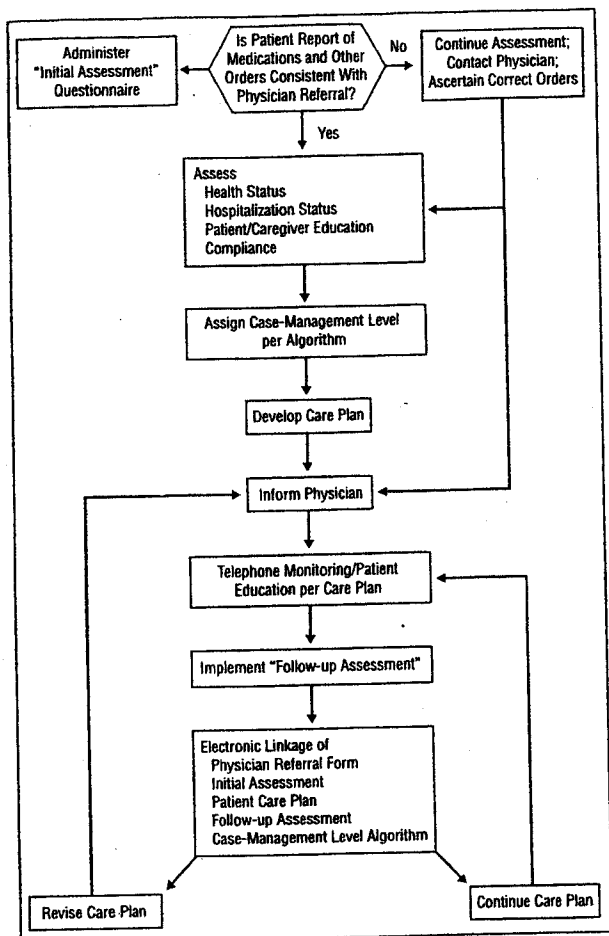 Administer
"Initial Assessment"
Questionnaire
Is Patient Report of
Medications and Other
Orders Consistent With
Physician Referral?
No
Continue Assessment;
Contact Physician;
Ascertain Correct Orders
Yes
Assess
Health Status
Hospitalization Status
Patient/Caregiver Education
Compliance
Assign Case-Management Level
per Algorithm
Develop Care Plan
Inform Physician
Telephone Monitoring/Patient
Education per Care Plan
Implement "Follow-up Assessment"
Electronic Linkage of
Physician Referral Form
Initial Assessment
Patient Care Plan
Follow-up Assessment
Case-Management Level Algorithm
Revise Care Plan
Continue Care Plan